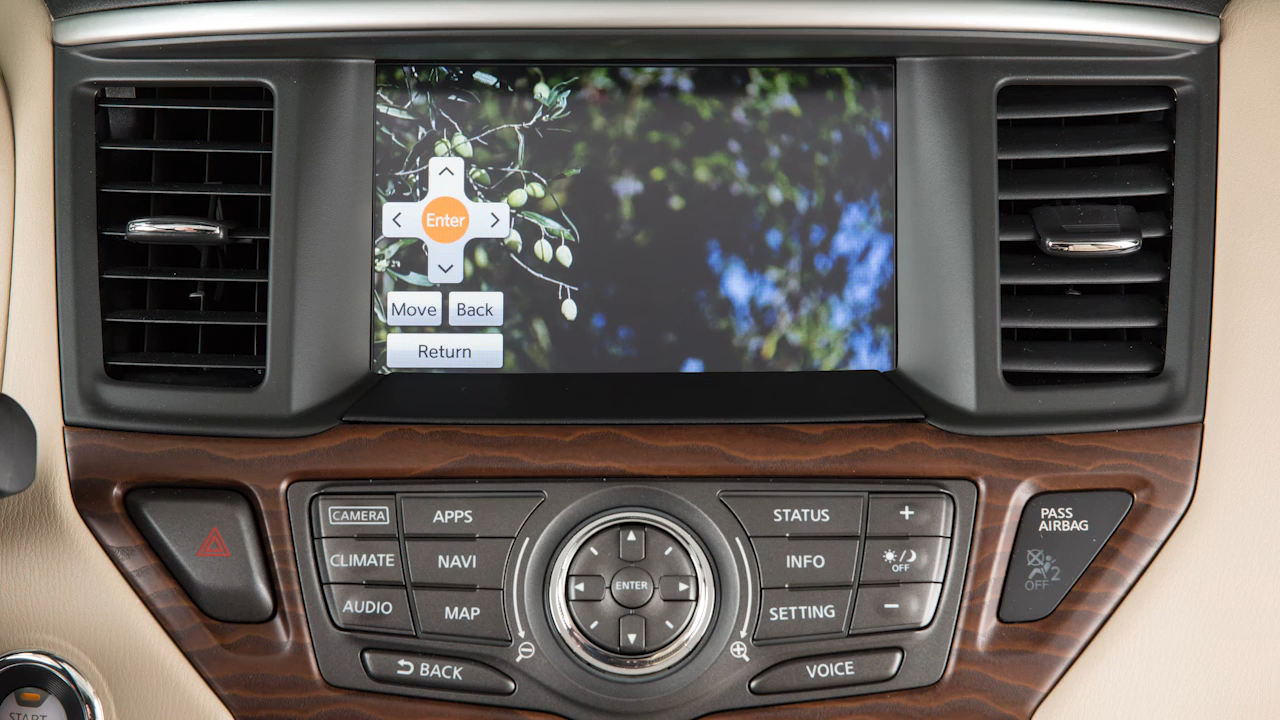 Enter
Move
Back
Return
CAMERA
APPS
CLIMATE
NAVI
AUDIO
MAP
BACK
ENTER
STATUS
+
INFO
OFF
SETTING
−
VOICE
PASS
AIRBAG
OFF 2
START